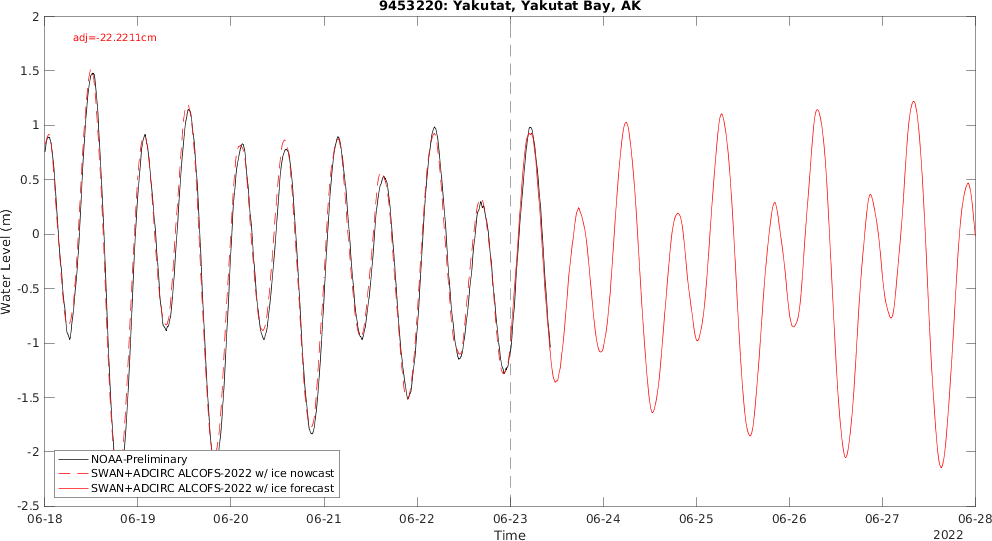 9453220: Yakutat, Yakutat Bay, AK
adj=-22.2211cm
2
1.5
1
0.5
0
-0.5
-1
-1.5
-2
-2.5
Water Level (m)
NOAA-Preliminary
SWAN+ADCIRC ALCOFS-2022 w/ ice nowcast
SWAN+ADCIRC ALCOFS-2022 w/ ice forecast
06-18 06-19 06-20 06-21 06-22 06-23 06-24 06-25 06-26 06-27 06-28
Time
2022